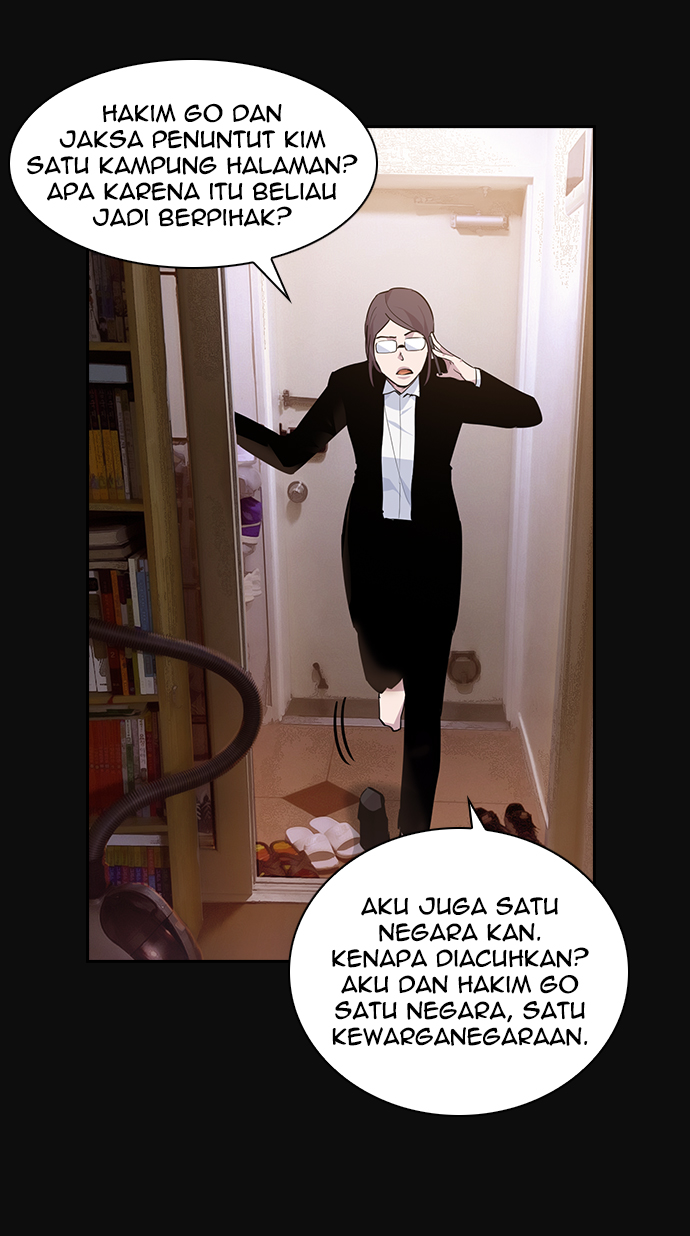 HAKIM GO DAN
JAKSA PENUNTUT KIM
SATU KAMPUNG HALAMAN?
APA KARENA ITU BELIAU
JADI BERPIHAK?
AKU JUGA SATU
NEGARA KAN.
KENAPA DIACUHKAN?
AKU DAN HAKIM GO
SATU NEGARA, SATU
KEWARGANEGARAAN.